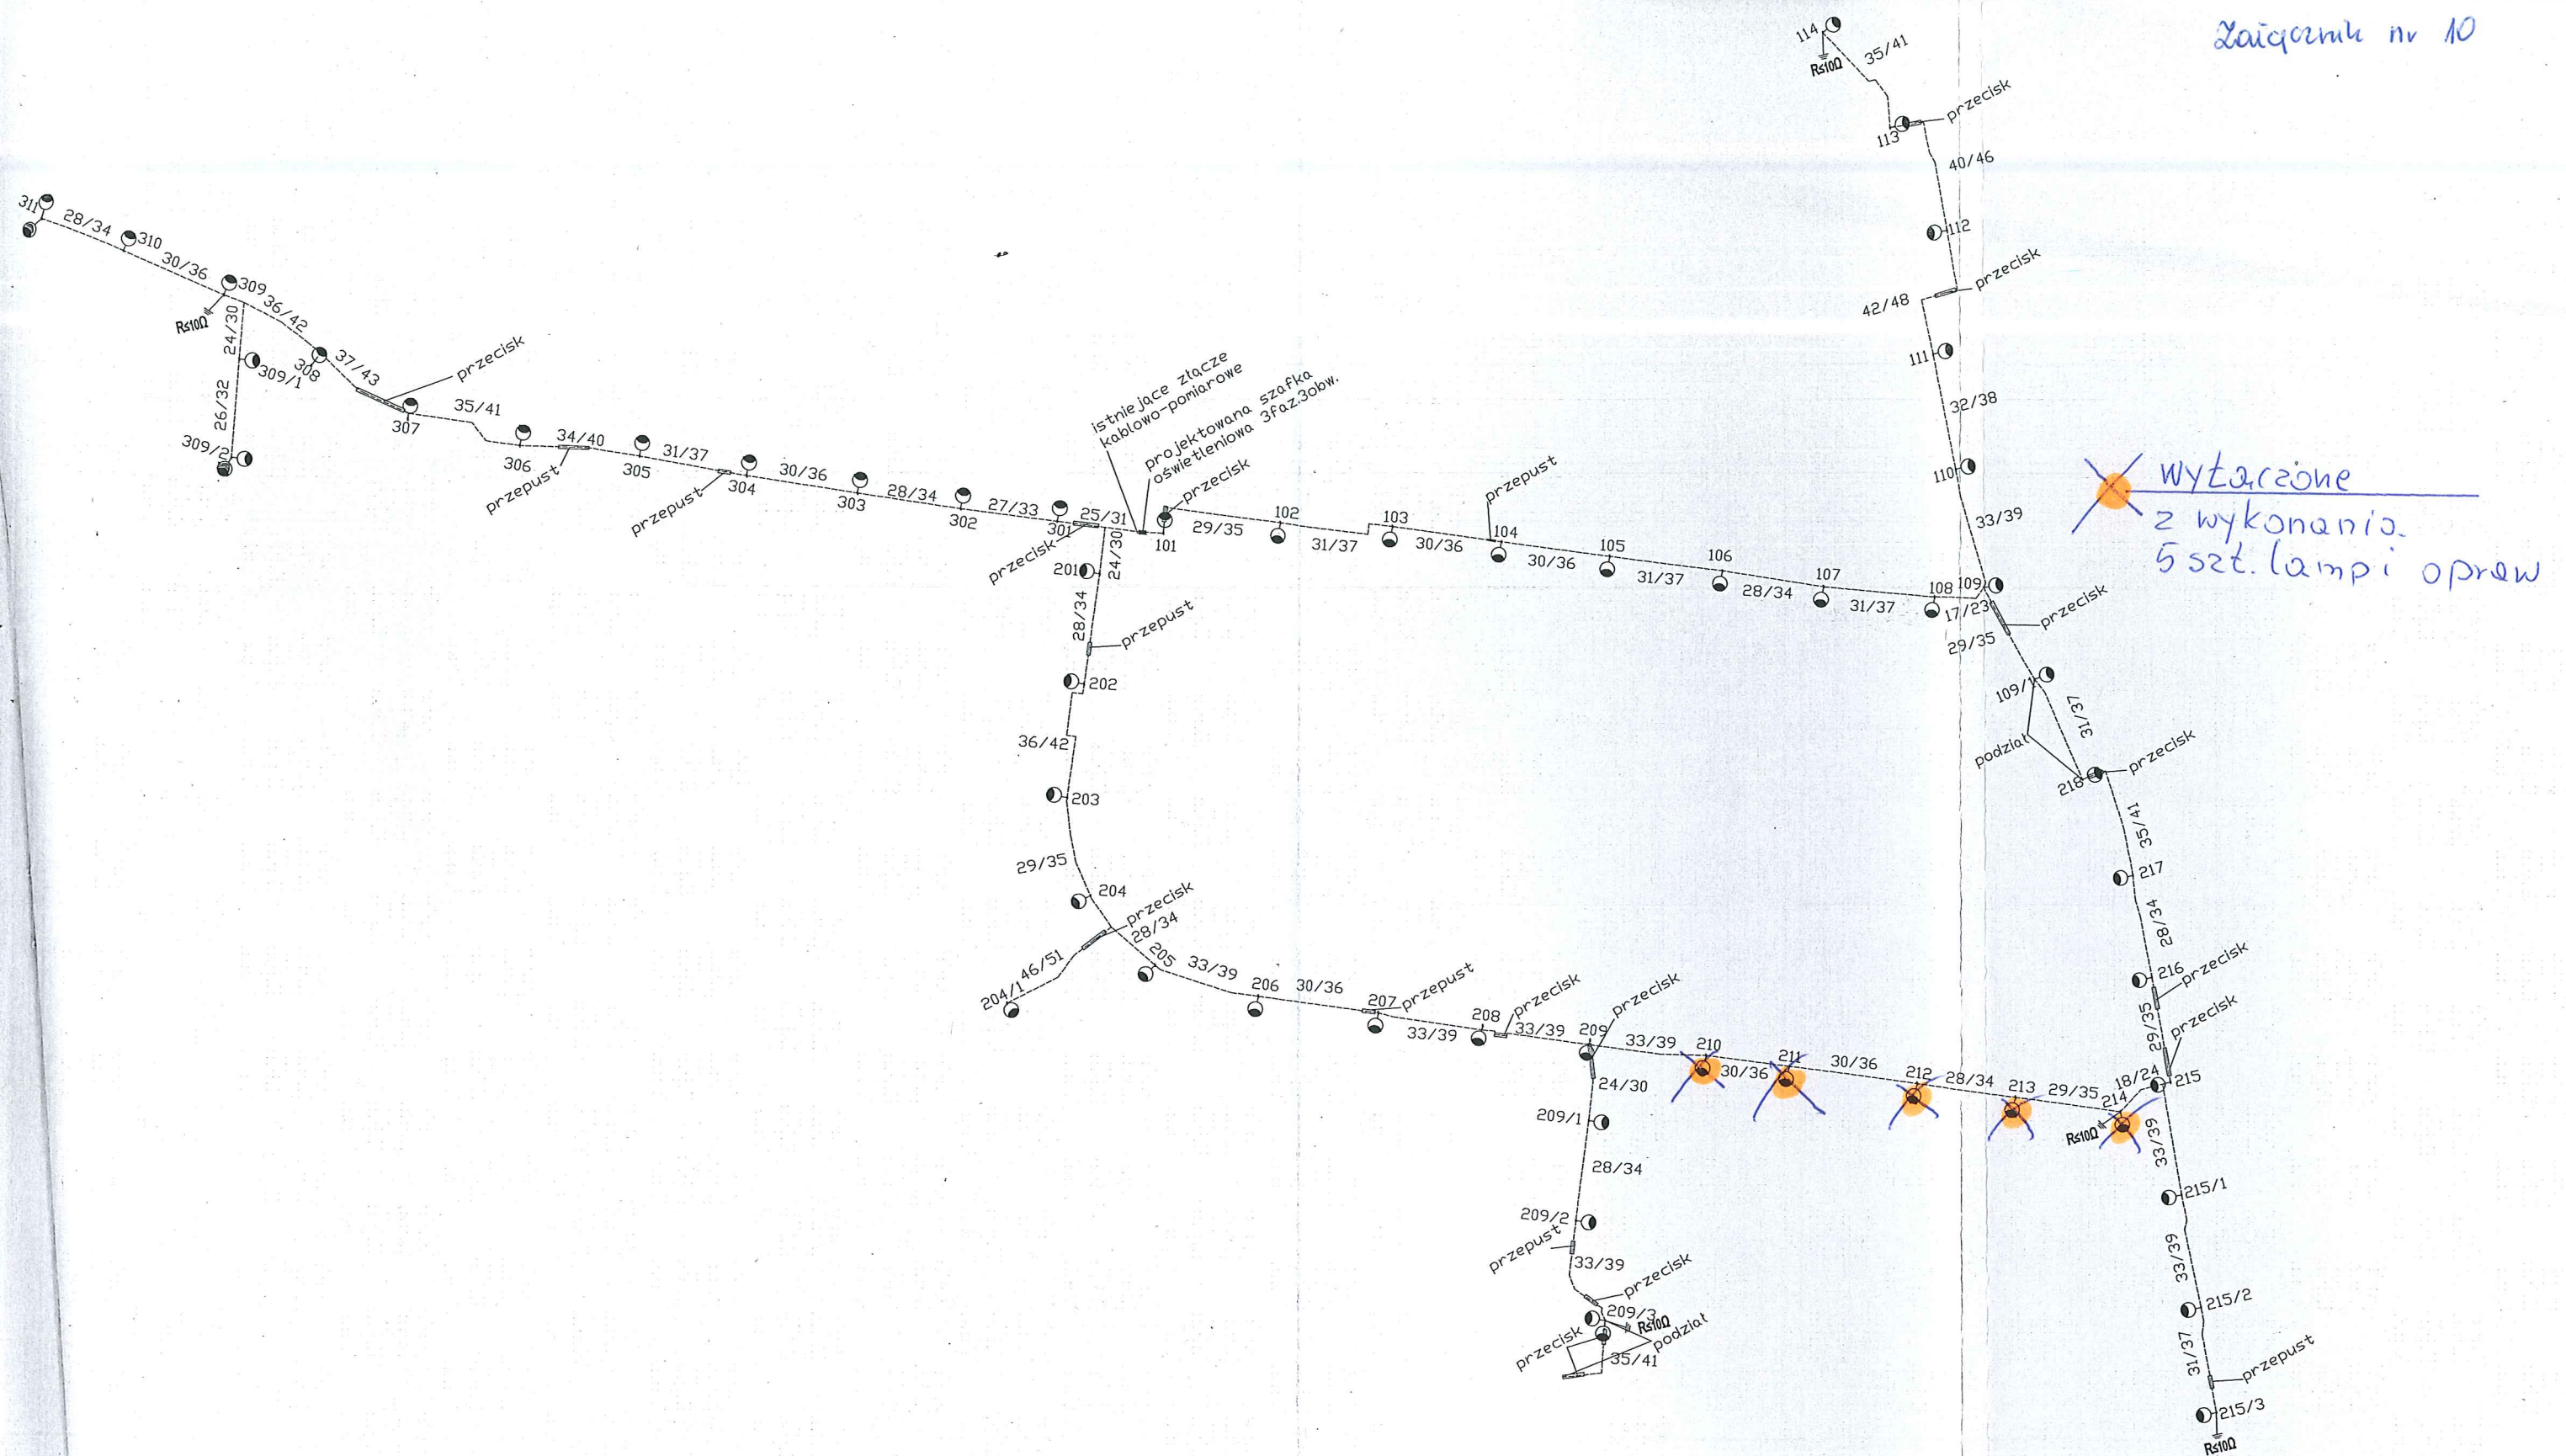 Załącznik nr 10
114
35/41
R≤10Ω
113
przecisk
40/46
112
przecisk
42/48
111
32/38
110
33/39
wyłączone
z wykonania.
5 szt. lamp i opraw
311
28/34
310
30/36
309
36/42
R≤10Ω
24/30
309/1
308
37/43
przecisk
26/32
309/2
307
35/41
306
34/40
przepust
305
31/37
przepust
304
30/36
303
28/34
302
27/33
301
25/31
przecisk
istniejace złącze
kablowo-pomiarowe
projektowana szafka
oświetleniowa 3faz.3obw.
przecisk
101
29/35
102
31/37
103
30/36
przepust
104
30/36
105
31/37
106
28/34
107
31/37
108
109
17/23
przecisk
29/35
109/1
31/37
podział
218
przecisk
35/41
217
28/34
216
przecisk
29/35
przecisk
24/30
201
28/34
przepust
202
36/42
203
29/35
204
przecisk
28/34
46/51
204/1
205
33/39
206
30/36
207
przepust
33/39
208
przecisk
33/39
209
przecisk
33/39
210
30/36
211
30/36
212
28/34
213
29/35
214
18/24
215
R≤10Ω
33/39
24/30
209/1
28/34
209/2
przepust
33/39
przecisk
209/3
R≤10Ω
przecisk
podział
35/41
215/1
33/39
215/2
31/37
przepust
215/3
R≤10Ω